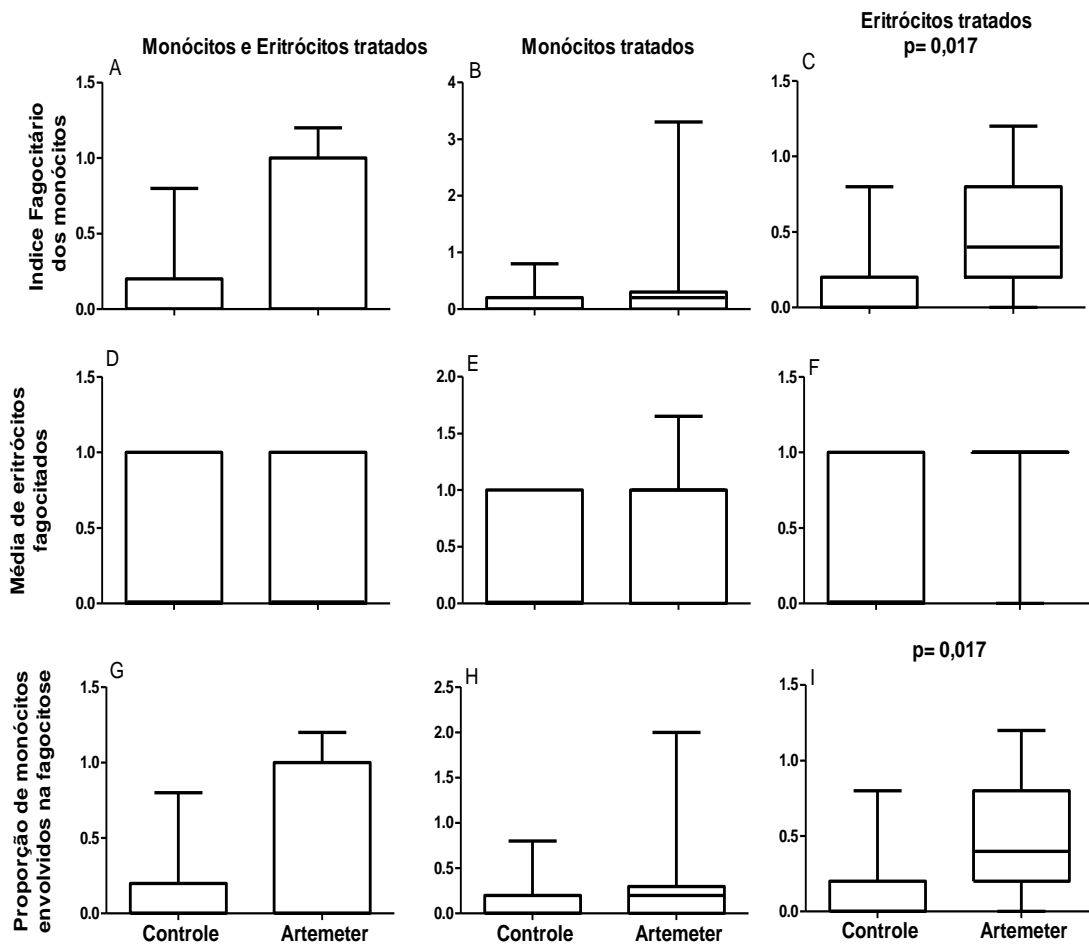 Monócitos e Eritrócitos tratados
Monócitos tratados
Eritrócitos tratados
p= 0,017
Indice Fagocitário
dos monócitos
A
1.5
1.0
0.5
0.0
B
4
3
2
1
0
C
1.5
1.0
0.5
0.0
Média de eritrócitos
fagocitados
D
1.5
1.0
0.5
0.0
E
2.0
1.5
1.0
0.5
0.0
F
1.5
1.0
0.5
0.0
Proporção de monócitos
envolvidos na fagocitose
G
1.5
1.0
0.5
0.0
Controle
Artemeter
H
2.5
2.0
1.5
1.0
0.5
0.0
Controle
Artemeter
p= 0,017
I
1.5
1.0
0.5
0.0
Controle
Artemeter